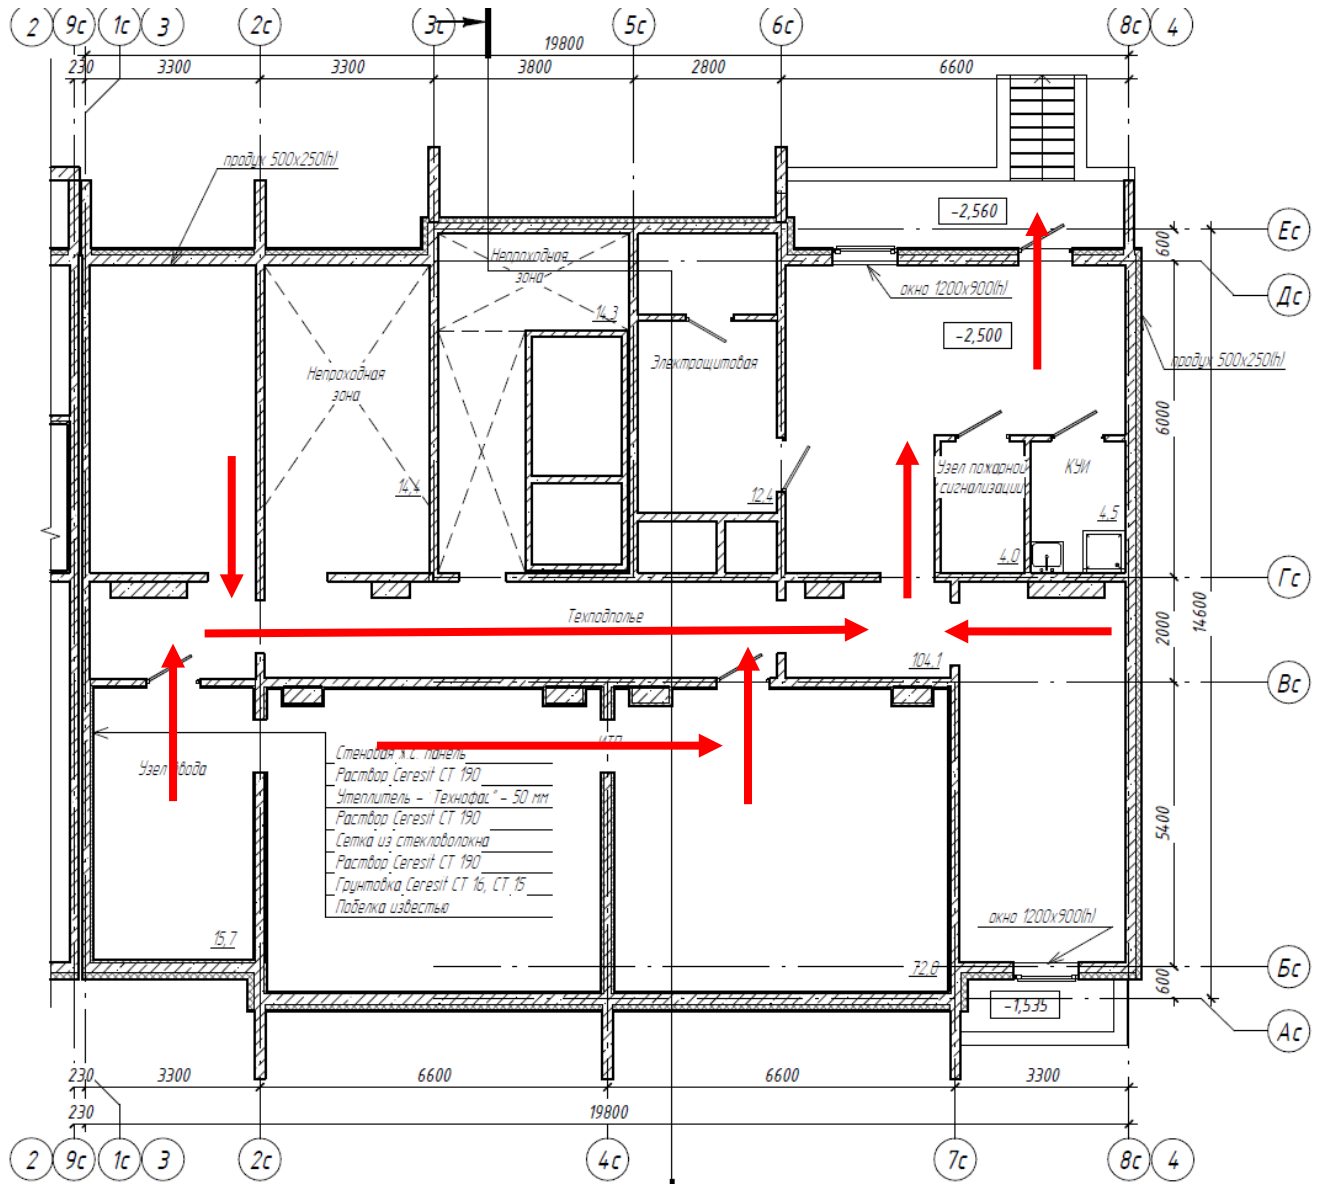 2 9с 1с 3 2с 3с 5с 6с 8с 4
19800
230 3300 3300 3800 2800 6600
продух 500х250(h)
-2,560
Ес
600
Непроходная
зона
окно 1200х900(h)
Дс
14,3
-2,500
Электрощитовая
продух 500х250(h)
Непроходная
зона
6000
Узел пожарной
сигнализации
КУИ
14,4
12,4
4,5
4,0
Гс
Техподполье
2000
14600
104,1
Вс
ИТП
Стеновая ж.с. панель
Узел ввода
Раствор Ceresit CT 190
Утеплитель - "Технофас" - 50 мм
Раствор Ceresit CT 190
Сетка из стекловолокна
Раствор Ceresit CT 190
Грунтовка Ceresit CT 16, CT 15
Побелка известью
5400
окно 1200х900(h)
15,7
72,0
Бс
600
-1,535
Ас
230 3300 6600 6600 3300
230 19800
2 9с 1с 3 2с 4с 7с 8с 4